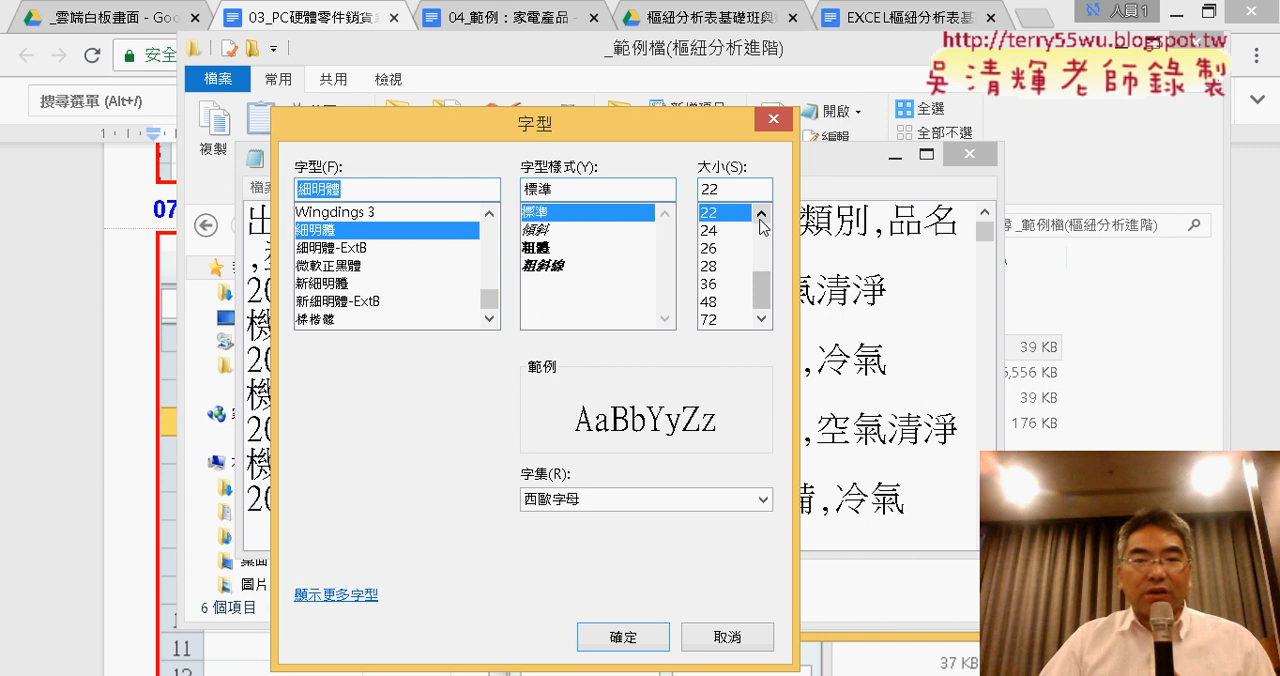 _雲端白板畫面 - Goo
03_PC硬體零件銷貨
04_範例：家電產品 -
樞紐分析表基礎班與
EXCEL樞紐分析表基
人員1
安全
_範例檔(樞紐分析進階)
http://terry55wu.blogspot.tw
吳清輝老師錄製
檔案
常用
共用
檢視
搜尋選單 (Alt+/)
複製
開啟
編輯
全選
全部不選
字型
字型(F):
字型樣式(Y):
大小(S):
細明體
標準
22
Wingdings 3
細明體
細明體-ExtB
微軟正黑體
新細明體
新細明體-ExtB
標楷體
標準
傾斜
粗體
粗斜線
22
24
26
28
36
48
72
範例
AaBbYyZz
字集(R):
西歐字母
顯示更多字型
確定
取消
類別,品名
氣清淨
機
,冷氣
機
,空氣清淨
機
,冷氣
07
_範例檔(樞紐分析進階)
39 KB
39 KB
176 KB
圖片
6 個項目
11
37 KB